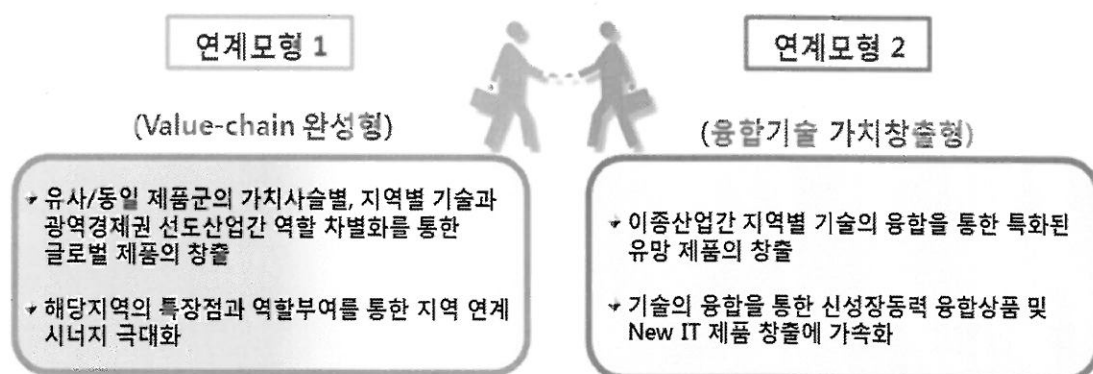 연계모형 1
(Value-chain 완성형)
유사/동일 제품군의 가치사슬별, 지역별 기술과
광역경제권 선도산업간 역할 차별화를 통한
글로벌 제품의 창출
해당지역의 특장점과 역할부여를 통한 지역 연계
시너지 극대화
연계모형 2
(융합기술 가치창출형)
이종산업간 지역별 기술의 융합을 통한 특화된
유망 제품의 창출
기술의 융합을 통한 신성장동력 융합상품 및
New IT 제품 창출에 가속화